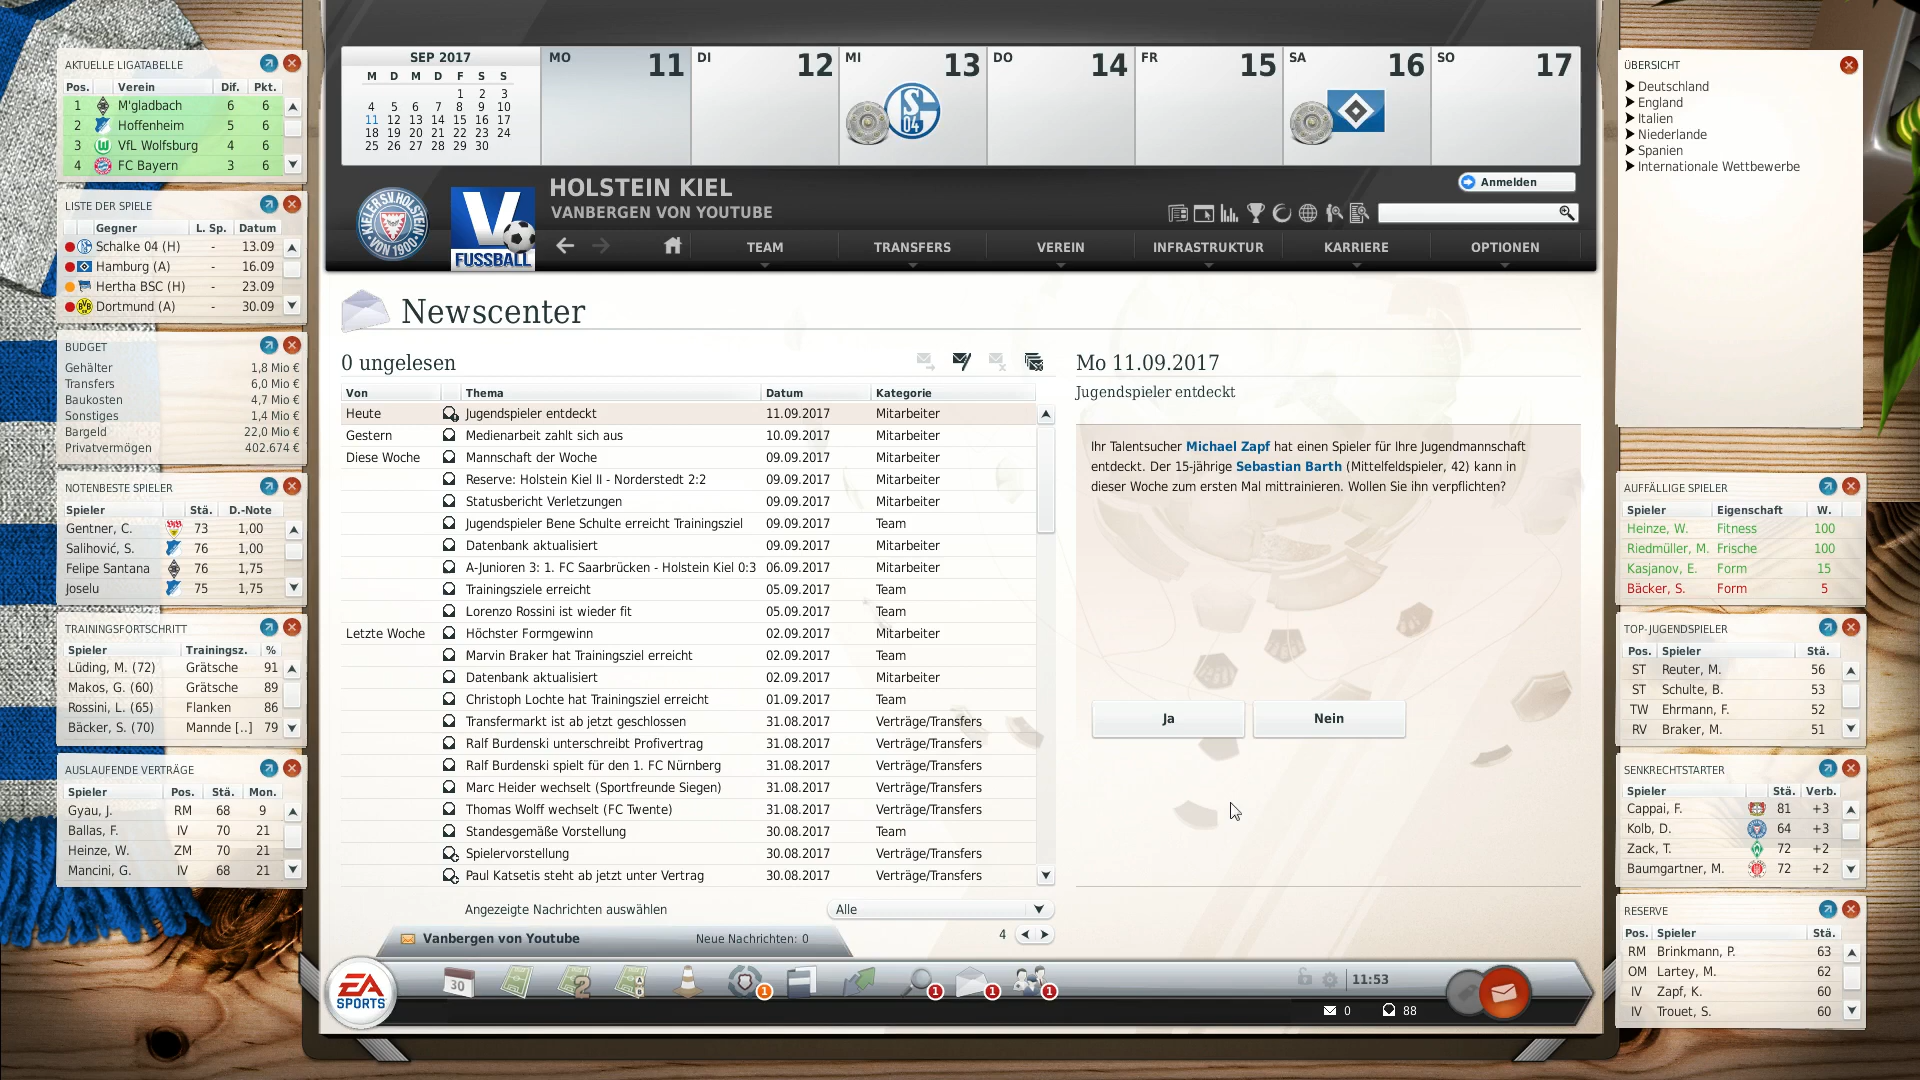 AKTUELLE LIGATABELLE
Pos. Verein Dif. Pkt.
1 M'gladbach 6 6
2 Hoffenheim 5 6
3 VfL Wolfsburg 4 6
4 FC Bayern 3 6
LISTE DER SPIELE
Gegner L. Sp. Datum
Schalke 04 (H) - 13.09
Hamburg (A) - 16.09
Hertha BSC (H) - 23.09
Dortmund (A) - 30.09
BUDGET
Gehälter 1,8 Mio €
Transfers 6,0 Mio €
Baukosten 4,7 Mio €
Sonstiges 1,4 Mio €
Bargeld 22,0 Mio €
Privatvermögen 402.674 €
NOTENBESTE SPIELER
Spieler Stä. D.-Note
Gentner, C. 73 1,00
Salihović, S. 76 1,00
Felipe Santana 76 1,75
Joselu 75 1,75
TRAININGSFORTSCHRITT
Spieler Trainingsz. %
Lüding, M. (72) Grätsche 91
Makos, G. (60) Grätsche 89
Rossini, L. (65) Flanken 86
Bäcker, S. (70) Mannde [..] 79
AUSLAUFENDE VERTRÄGE
Spieler Pos. Stä. Mon.
Gyau, J. RM 68 9
Ballas, F. IV 70 21
Heinze, W. ZM 70 21
Mancini, G. IV 68 21
SEP 2017
M D M D F S S
1 2 3
4 5 6 7 8 9 10
11 12 13 14 15 16 17
18 19 20 21 22 23 24
25 26 27 28 29 30
MO 11 DI 12 MI 13 DO 14 FR 15 SA 16 SO 17
04
KIELER S.V. HOLSTEIN VON 1900
V
FUSSBALL
HOLSTEIN KIEL
VANBERGEN VON YOUTUBE
Anmelden
TEAM TRANSFERS VEREIN INFRASTRUKTUR KARRIERE OPTIONEN
Newscenter
0 ungelesen
Von Thema Datum Kategorie
Heute Jugendspieler entdeckt 11.09.2017 Mitarbeiter
Gestern Medienarbeit zahlt sich aus 10.09.2017 Mitarbeiter
Diese Woche Mannschaft der Woche 09.09.2017 Mitarbeiter
Reserve: Holstein Kiel II - Norderstedt 2:2 09.09.2017 Mitarbeiter
Statusbericht Verletzungen 09.09.2017 Mitarbeiter
Jugendspieler Bene Schulte erreicht Trainingsziel 09.09.2017 Team
Datenbank aktualisiert 09.09.2017 Mitarbeiter
A-Junioren 3: 1. FC Saarbrücken - Holstein Kiel 0:3 06.09.2017 Mitarbeiter
Trainingsziele erreicht 05.09.2017 Team
Lorenzo Rossini ist wieder fit 05.09.2017 Team
Letzte Woche Höchster Formgewinn 02.09.2017 Mitarbeiter
Marvin Braker hat Trainingsziel erreicht 02.09.2017 Team
Datenbank aktualisiert 02.09.2017 Mitarbeiter
Christoph Lochte hat Trainingsziel erreicht 01.09.2017 Team
Transfermarkt ist ab jetzt geschlossen 31.08.2017 Verträge/Transfers
Ralf Burdenski unterschreibt Profivertrag 31.08.2017 Verträge/Transfers
Ralf Burdenski spielt für den 1. FC Nürnberg 31.08.2017 Verträge/Transfers
Marc Heider wechselt (Sportfreunde Siegen) 31.08.2017 Verträge/Transfers
Thomas Wolff wechselt (FC Twente) 31.08.2017 Verträge/Transfers
Standesgemäße Vorstellung 30.08.2017 Team
Spielervorstellung 30.08.2017 Verträge/Transfers
Paul Katsetis steht ab jetzt unter Vertrag 30.08.2017 Verträge/Transfers
Angezeigte Nachrichten auswählen Alle
4
Vanbergen von Youtube Neue Nachrichten: 0
Mo 11.09.2017
Jugendspieler entdeckt
Ihr Talentsucher Michael Zapf hat einen Spieler für Ihre Jugendmannschaft
entdeckt. Der 15-jährige Sebastian Barth (Mittelfeldspieler, 42) kann in
dieser Woche zum ersten Mal mittrainieren. Wollen Sie ihn verpflichten?
Ja Nein
EA SPORTS
30 2 1 1 1 1
11:53
0 88
ÜBERSICHT
Deutschland
England
Italien
Niederlande
Spanien
Internationale Wettbewerbe
AUFFÄLLIGE SPIELER
Spieler Eigenschaft W.
Heinze, W. Fitness 100
Riedmüller, M. Frische 100
Kasjanov, E. Form 15
Bäcker, S. Form 5
TOP-JUGENDSPIELER
Pos. Spieler Stä.
ST Reuter, M. 56
ST Schulte, B. 53
TW Ehrmann, F. 52
RV Braker, M. 51
SENKRECHTSTARTER
Spieler Stä. Verb.
Cappai, F. 81 +3
Kolb, D. 64 +3
Zack, T. 72 +2
Baumgartner, M. 72 +2
RESERVE
Pos. Spieler Stä.
RM Brinkmann, P. 63
OM Lartey, M. 62
IV Zapf, K. 60
IV Trouet, S. 60